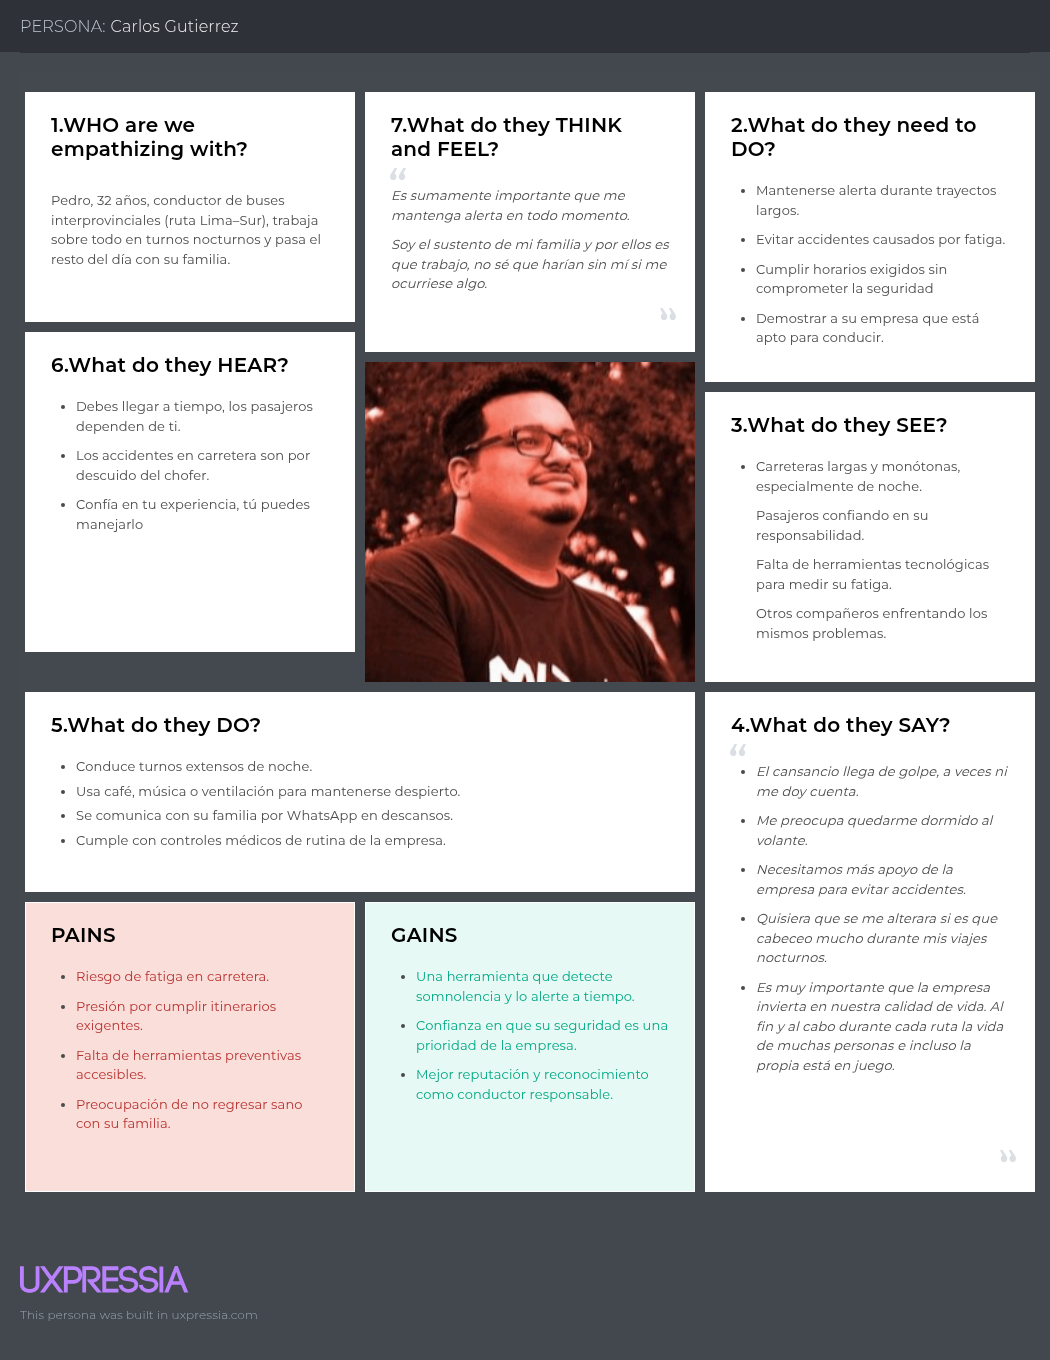 PERSONA: Carlos Gutierrez
1.WHO are we
empathizing with?
Pedro, 32 años, conductor de buses
interprovinciales (ruta Lima–Sur), trabaja
sobre todo en turnos nocturnos y pasa el
resto del día con su familia.
7.What do they THINK
and FEEL?
“
Es sumamente importante que me
mantenga alerta en todo momento.
Soy el sustento de mi familia y por ellos es
que trabajo, no sé que harían sin mí si me
ocurriese algo.
”
2.What do they need to
DO?
• Mantenerse alerta durante trayectos
largos.
• Evitar accidentes causados por fatiga.
• Cumplir horarios exigidos sin
comprometer la seguridad
• Demostrar a su empresa que está
apto para conducir.
6.What do they HEAR?
• Debes llegar a tiempo, los pasajeros
dependen de ti.
• Los accidentes en carretera son por
descuido del chofer.
• Confía en tu experiencia, tú puedes
manejarlo
3.What do they SEE?
• Carreteras largas y monótonas,
especialmente de noche.
Pasajeros confiando en su
responsabilidad.
Falta de herramientas tecnológicas
para medir su fatiga.
Otros compañeros enfrentando los
mismos problemas.
5.What do they DO?
• Conduce turnos extensos de noche.
• Usa café, música o ventilación para mantenerse despierto.
• Se comunica con su familia por WhatsApp en descansos.
• Cumple con controles médicos de rutina de la empresa.
4.What do they SAY?
“
• El cansancio llega de golpe, a veces ni
me doy cuenta.
• Me preocupa quedarme dormido al
volante.
• Necesitamos más apoyo de la
empresa para evitar accidentes.
• Quisiera que se me alterara si es que
cabeceo mucho durante mis viajes
nocturnos.
• Es muy importante que la empresa
invierta en nuestra calidad de vida. Al
fin y al cabo durante cada ruta la vida
de muchas personas e incluso la
propia está en juego.
”
PAINS
• Riesgo de fatiga en carretera.
• Presión por cumplir itinerarios
exigentes.
• Falta de herramientas preventivas
accesibles.
• Preocupación de no regresar sano
con su familia.
GAINS
• Una herramienta que detecte
somnolencia y lo alerte a tiempo.
• Confianza en que su seguridad es una
prioridad de la empresa.
• Mejor reputación y reconocimiento
como conductor responsable.
UXPRESSIA
This persona was built in uxpressia.com